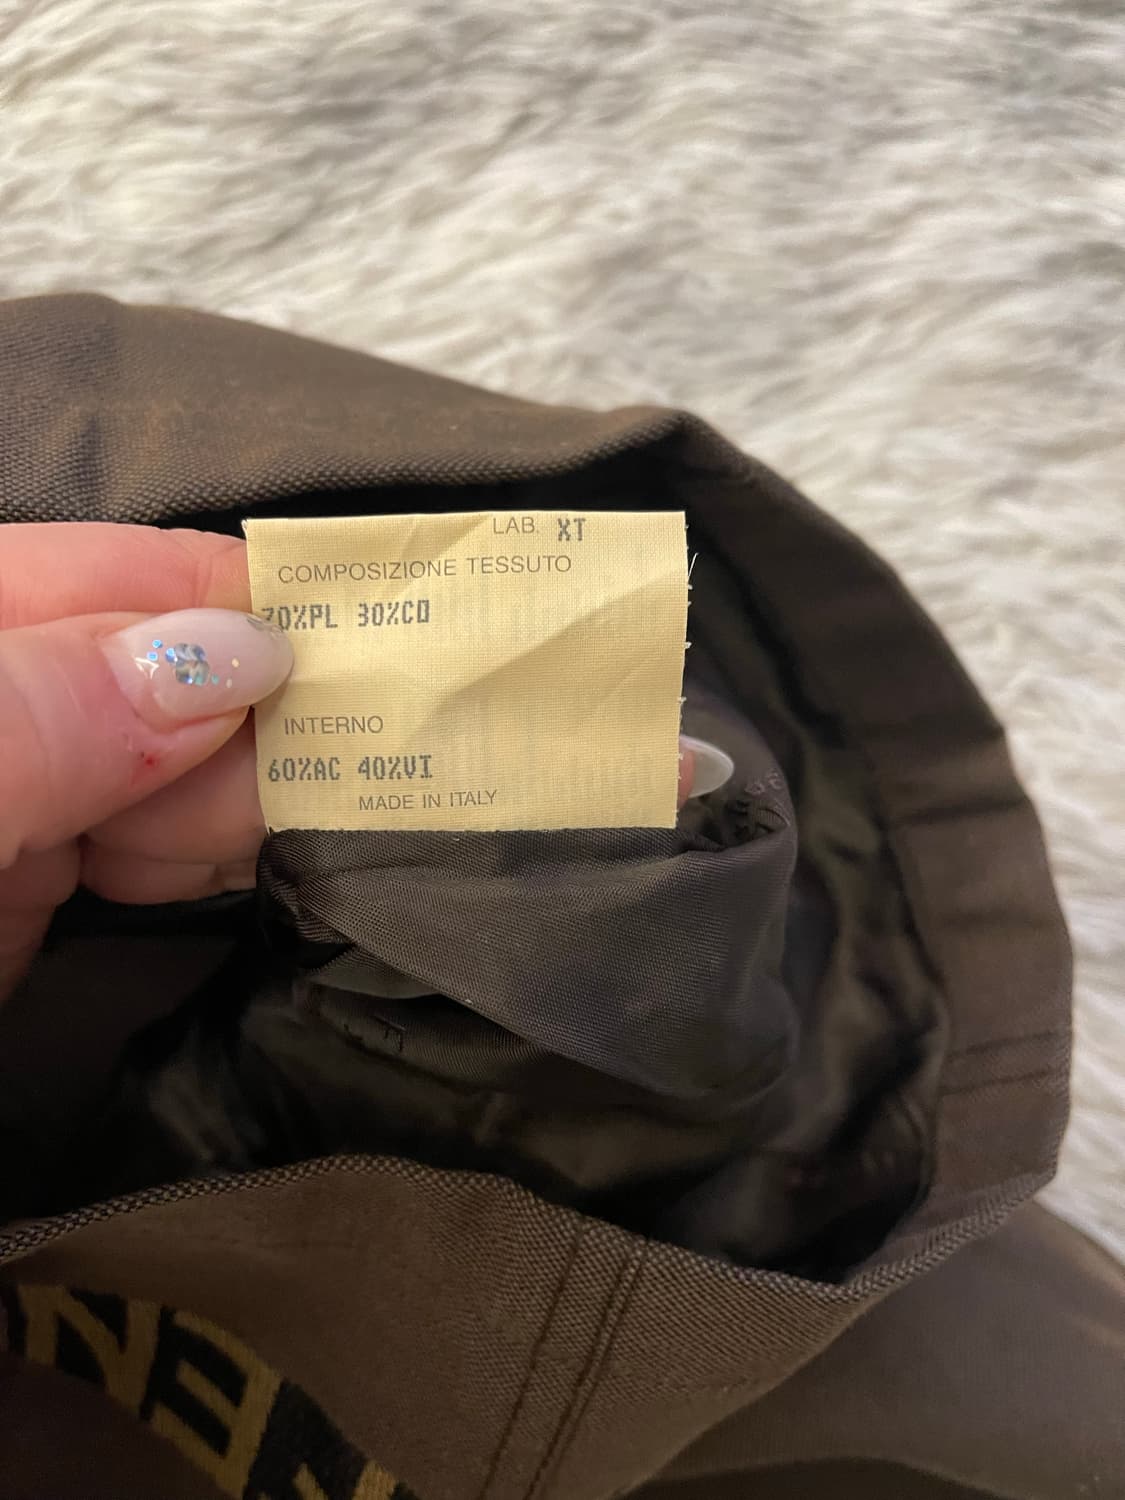 LAB. XT
COMPOSIZIONE TESSUTO
70%PL 30%CO
INTERNO
60%AC 40%VI
MADE IN ITALY